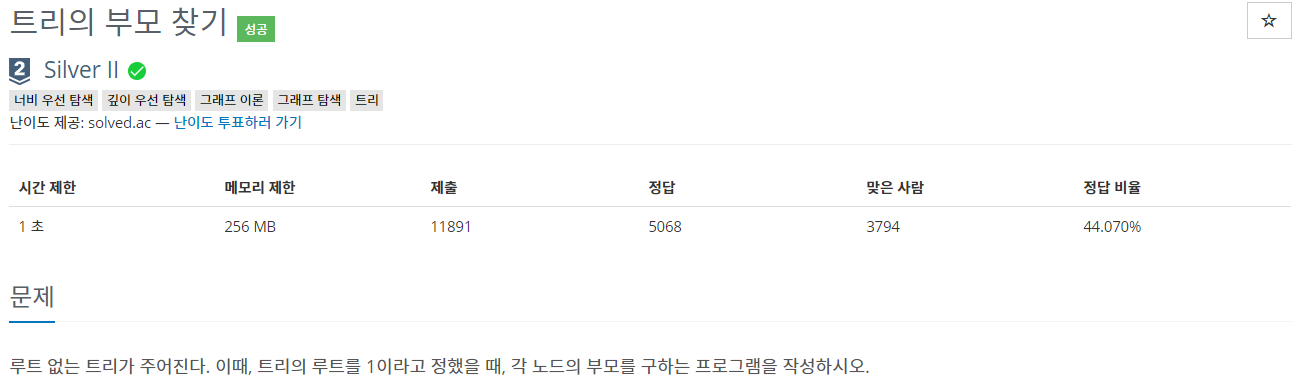 트리의 부모 찾기 성공
2 Silver II
너비 우선 탐색 깊이 우선 탐색 그래프 이론 그래프 탐색 트리
난이도 제공: solved.ac — 난이도 투표하러 가기
시간 제한 메모리 제한 제출 정답 맞은 사람 정답 비율
1 초 256 MB 11891 5068 3794 44.070%
문제
루트 없는 트리가 주어진다. 이때, 트리의 루트를 1이라고 정했을 때, 각 노드의 부모를 구하는 프로그램을 작성하시오.